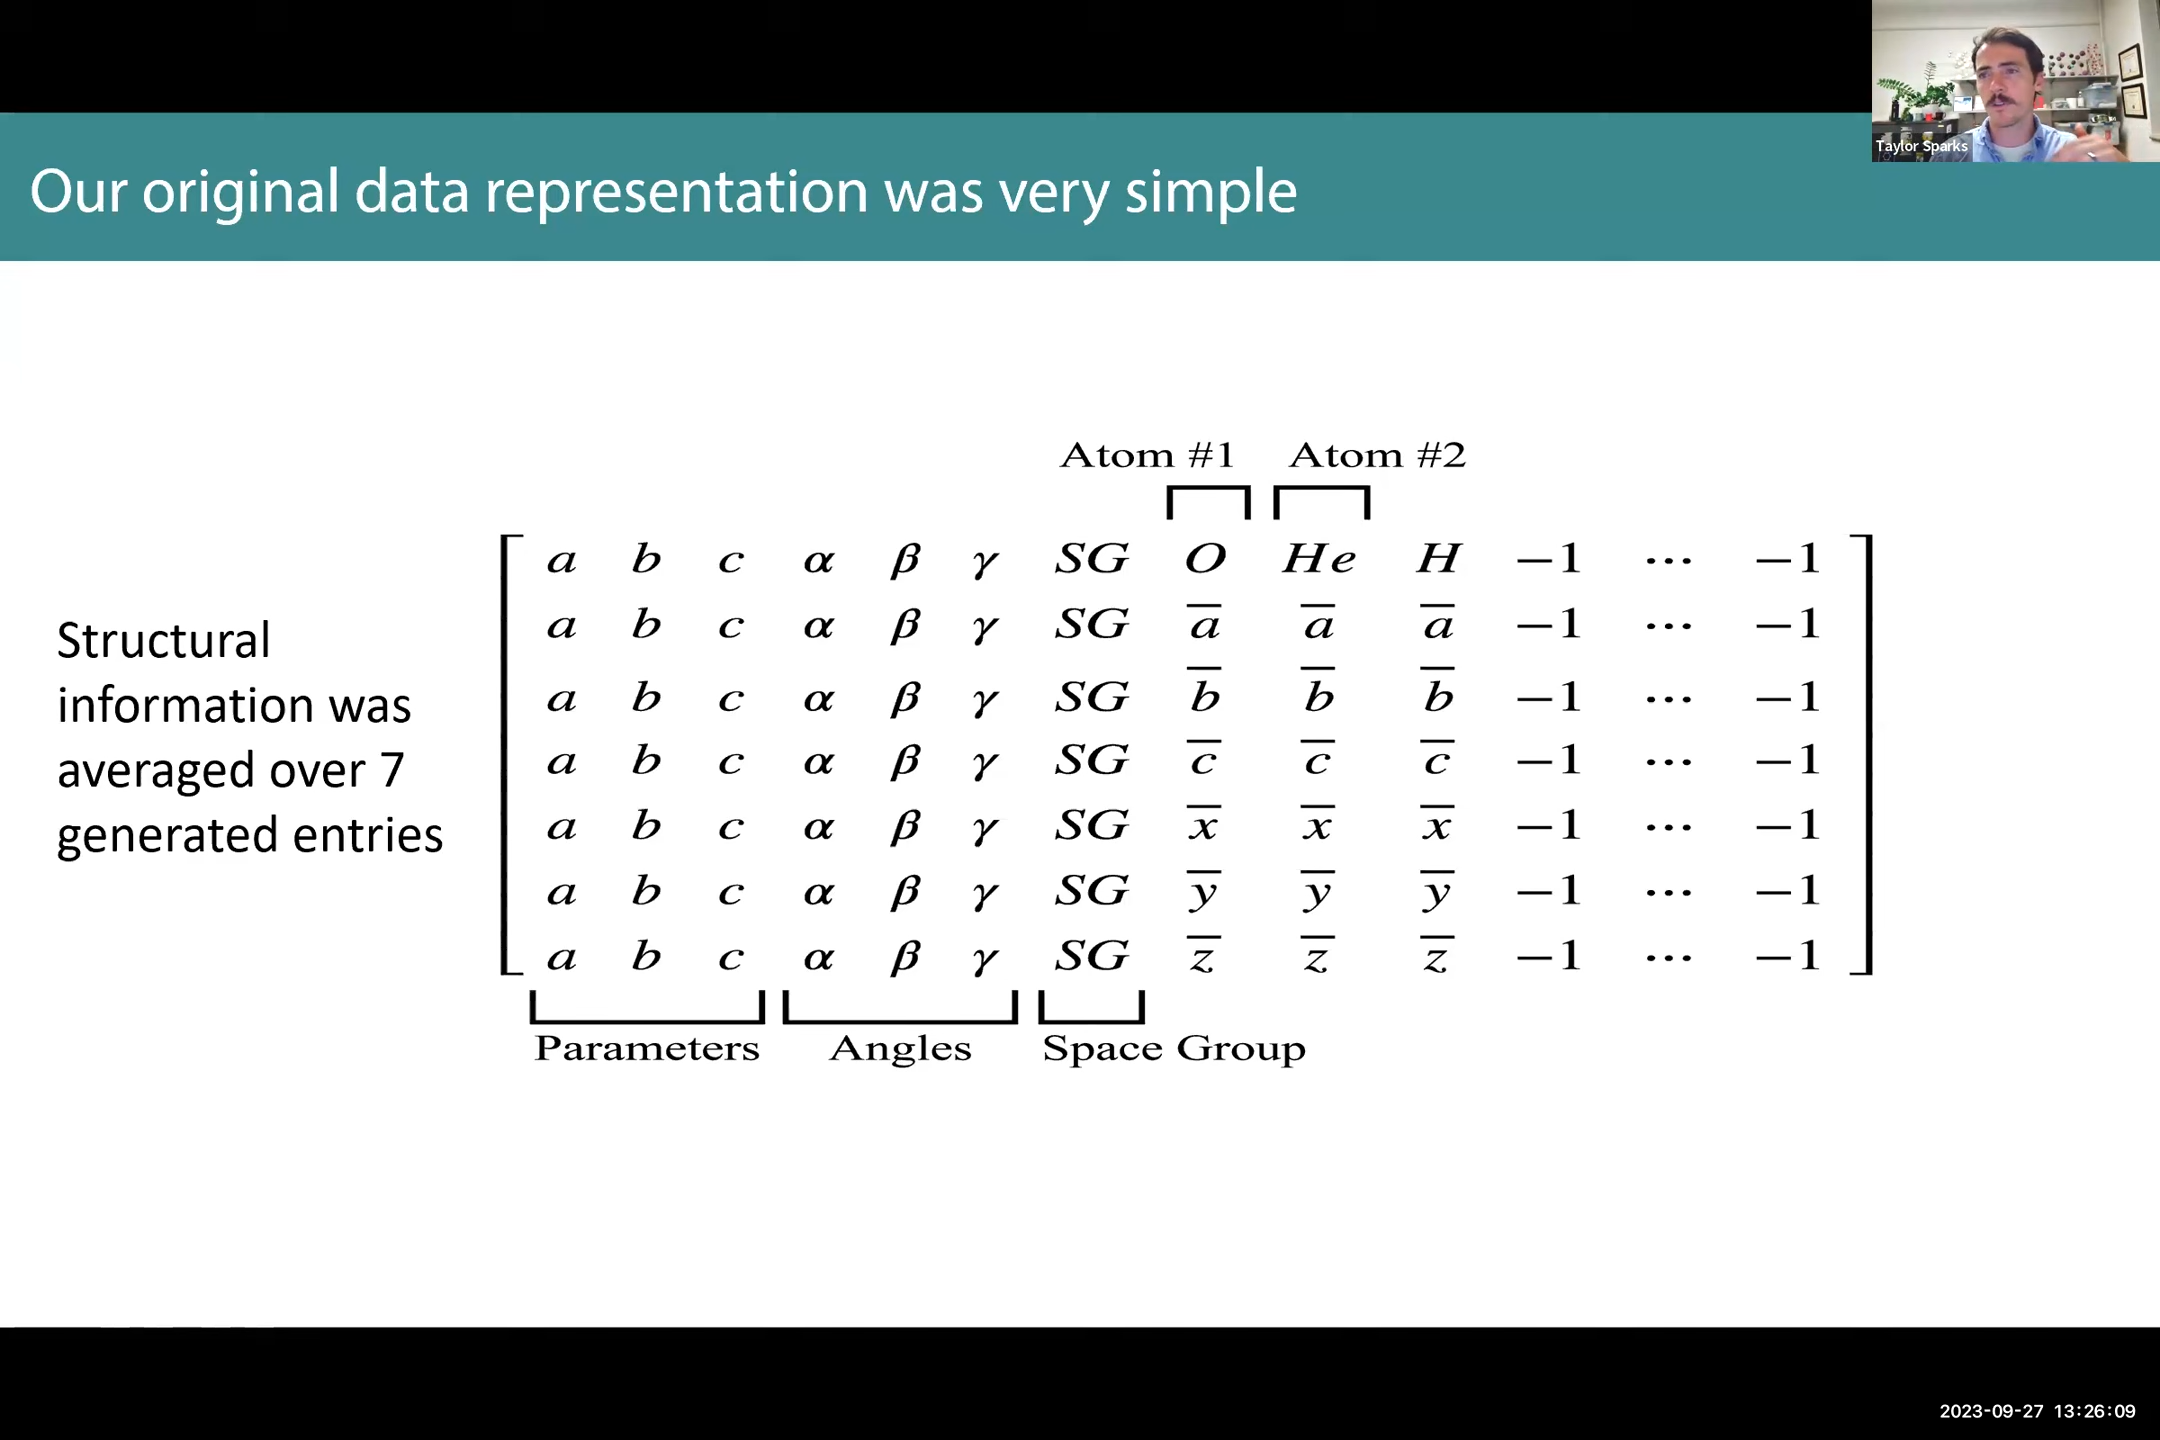 Taylor Sparks
Our original data representation was very simple
Atom #1 Atom #2
Structural
information was
averaged over 7
generated entries
a b c α β γ SG O He H −1 ⋯ −1
a b c α β γ SG a̅ a̅ a̅ −1 ⋯ −1
a b c α β γ SG b̅ b̅ b̅ −1 ⋯ −1
a b c α β γ SG c̅ c̅ c̅ −1 ⋯ −1
a b c α β γ SG x̅ x̅ x̅ −1 ⋯ −1
a b c α β γ SG y̅ y̅ y̅ −1 ⋯ −1
a b c α β γ SG z̅ z̅ z̅ −1 ⋯ −1
Parameters Angles Space Group
2023-09-27 13:26:09